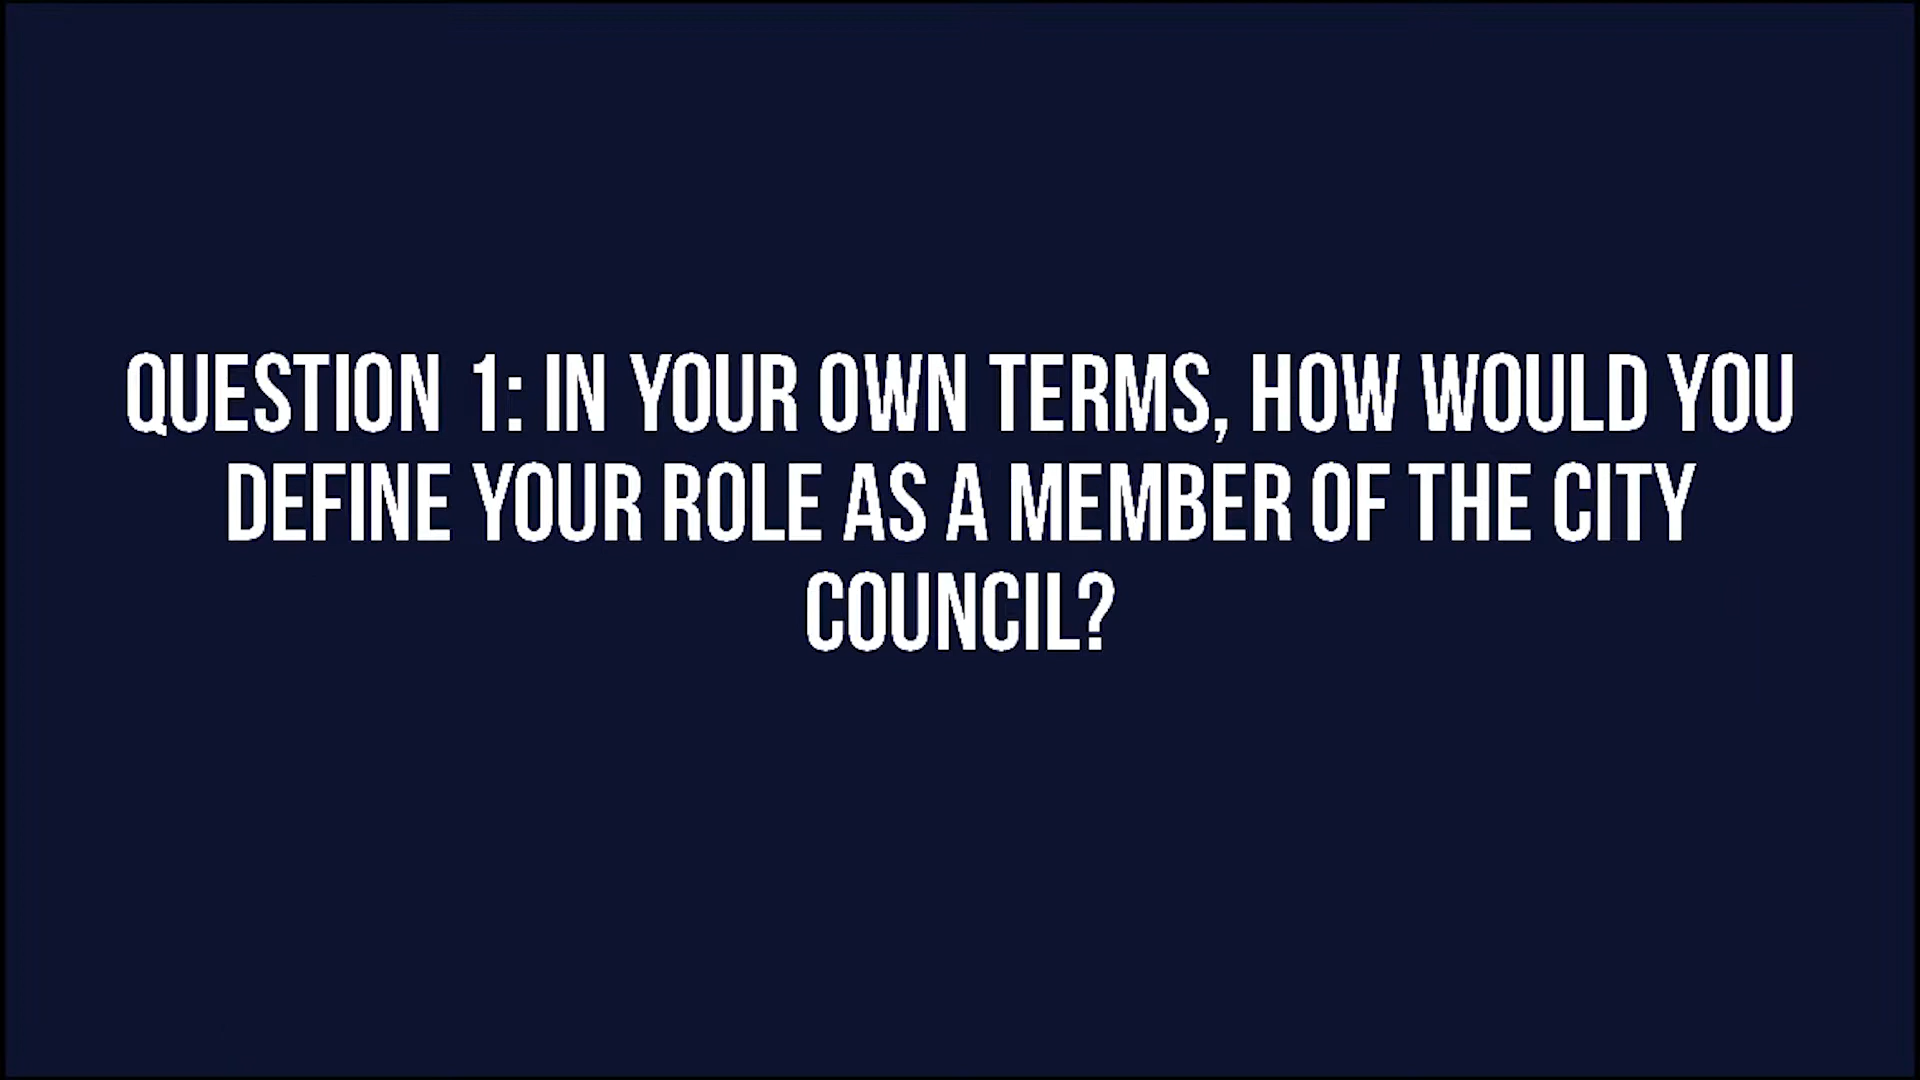 QUESTION 1: IN YOUR OWN TERMS, HOW WOULD YOU
DEFINE YOUR ROLE AS A MEMBER OF THE CITY
COUNCIL?